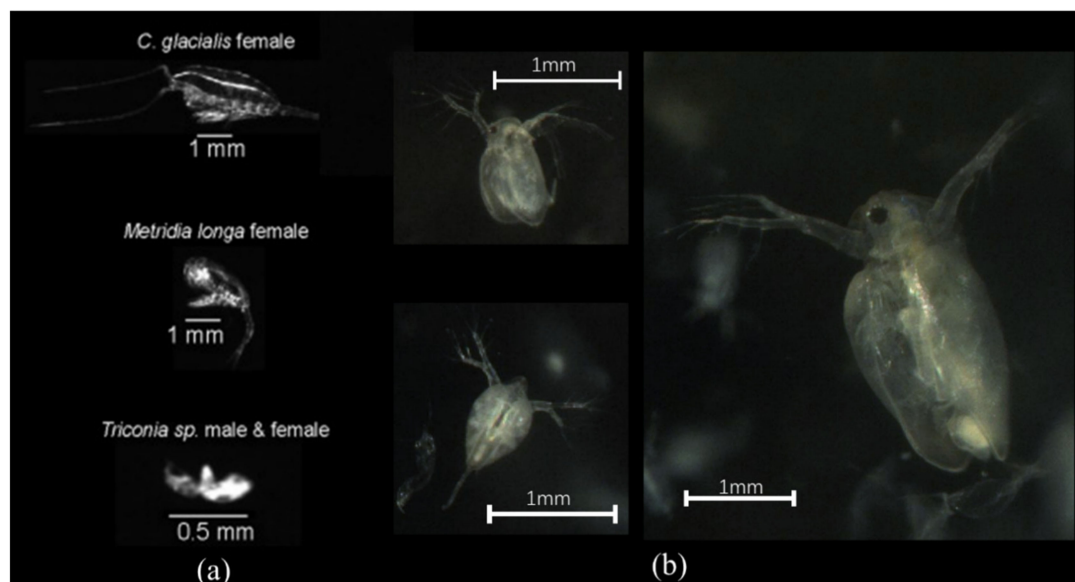 C. glacialis female
1 mm
Metridia longa female
1 mm
Triconia sp. male & female
0.5 mm
(a)
1mm
1mm
1mm
(b)